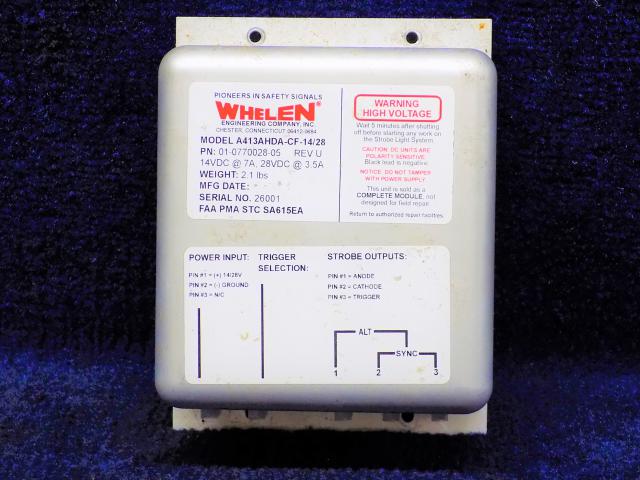 PIONEERS IN SAFETY SIGNALS
WHELEN®
ENGINEERING COMPANY, INC.
CHESTER, CONNECTICUT 06412-0684
MODEL A413AHDA-CF-14/28
PN: 01-0770028-05 REV U
14VDC @ 7A, 28VDC @ 3.5A
WEIGHT: 2.1 lbs
MFG DATE:
SERIAL NO. 26001
FAA PMA STC SA615EA
WARNING
HIGH VOLTAGE
Wait 5 minutes after shutting
off before starting any work on
the Strobe Light System.
CAUTION: DC UNITS ARE
POLARITY SENSITIVE
Black lead is negative.
NOTICE: DO NOT TAMPER
WITH POWER SUPPLY.
This unit is sold as a
COMPLETE MODULE, not
designed for field repair.
Return to authorized repair facilities.
POWER INPUT:
PIN #1 = (+) 14/28V
PIN #2 = (-) GROUND
PIN #3 = N/C
TRIGGER
SELECTION:
STROBE OUTPUTS:
PIN #1 = ANODE
PIN #2 = CATHODE
PIN #3 = TRIGGER
ALT
SYNC
1 2 3